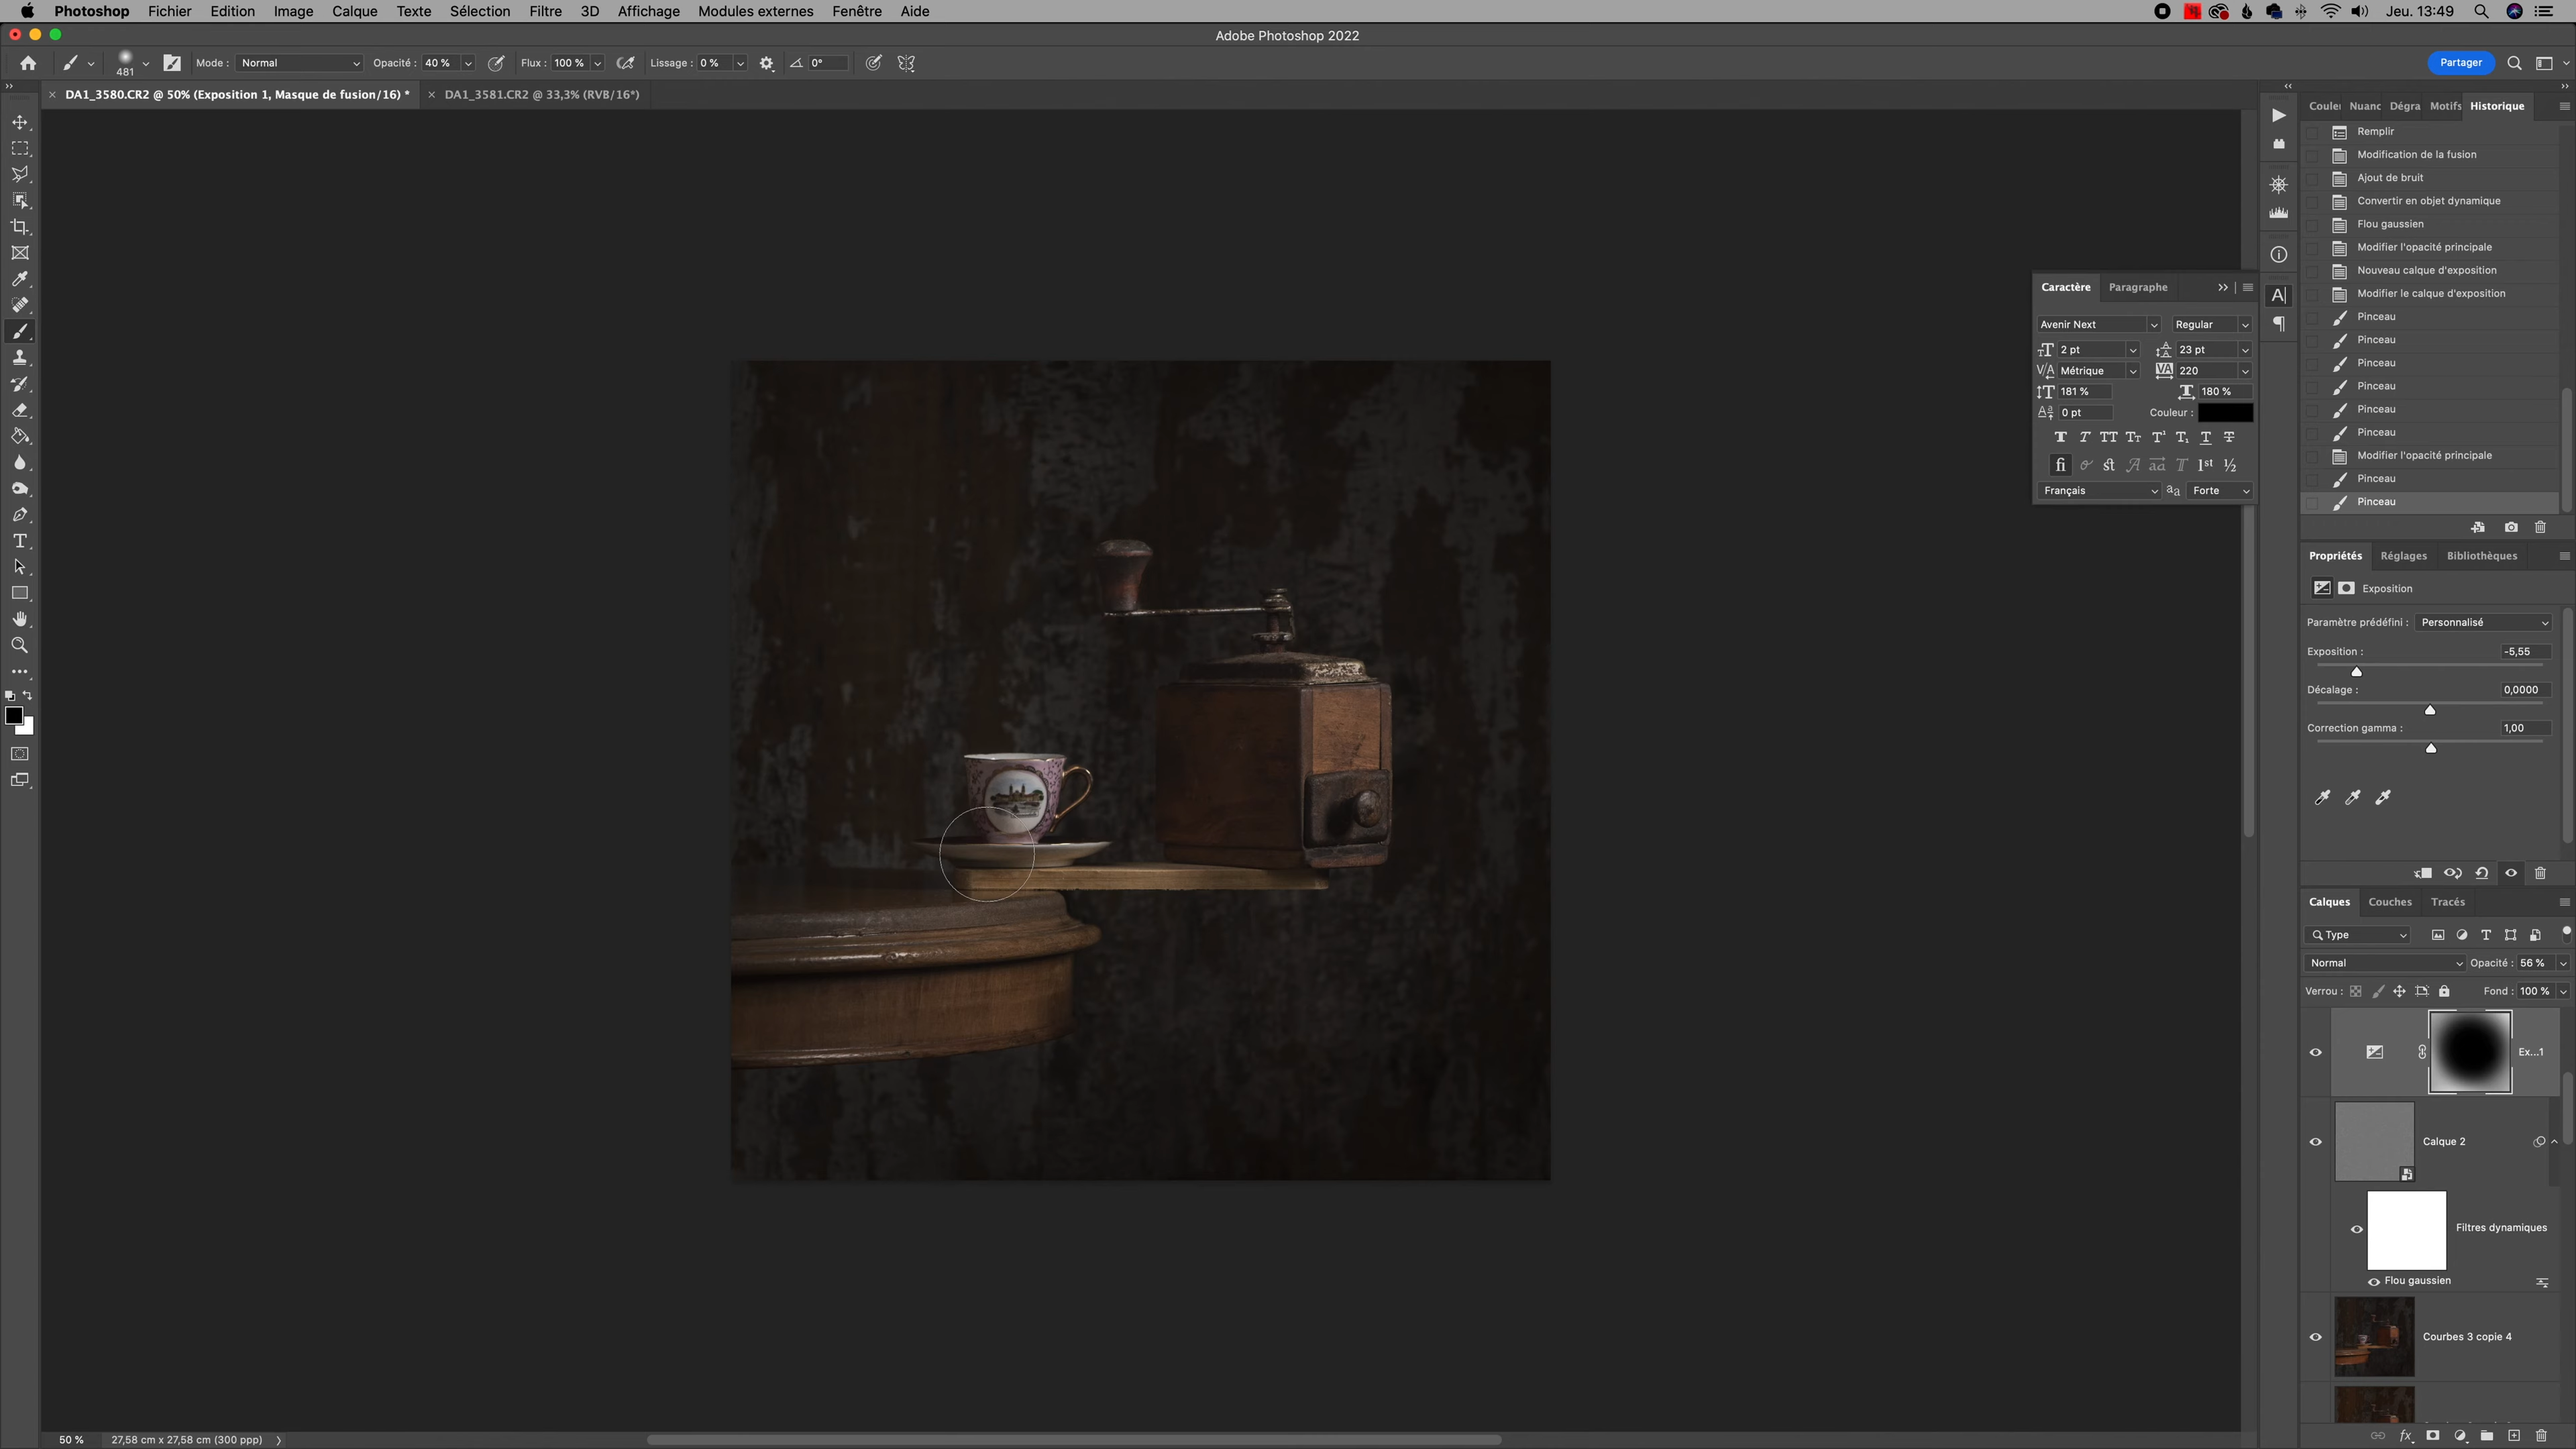 Photoshop Fichier Edition Image Calque Texte Sélection Filtre 3D Affichage Modules externes Fenêtre Aide Jeu. 13:49
Adobe Photoshop 2022
481 Mode : Normal Opacité : 40 % Flux : 100 % Lissage : 0 % 0° Partager
DA1_3580.CR2 @ 50% (Exposition 1, Masque de fusion/16) * DA1_3581.CR2 @ 33,3% (RVB/16*)
Nuanc Dégra Motifs Historique
Remplir
Modification de la fusion
Ajout de bruit
Convertir en objet dynamique
Flou gaussien
Modifier l'opacité principale
Nouveau calque d'exposition
Modifier le calque d'exposition
Pinceau
Pinceau
Pinceau
Pinceau
Pinceau
Pinceau
Modifier l'opacité principale
Pinceau
Pinceau
Caractère Paragraphe
Avenir Next Regular
2 pt 23 pt
Métrique 220
181 % 180 %
0 pt Couleur :
Français Forte
Propriétés Réglages Bibliothèques
Exposition
Paramètre prédéfini : Personnalisé
Exposition : -5,55
Décalage : 0,0000
Correction gamma : 1,00
Calques Couches Tracés
Type
Normal Opacité : 56 %
Verrou : Fond : 100 %
Ex...1
Calque 2
Filtres dynamiques
Flou gaussien
Courbes 3 copie 4
50 % 27,58 cm x 27,58 cm (300 ppp)